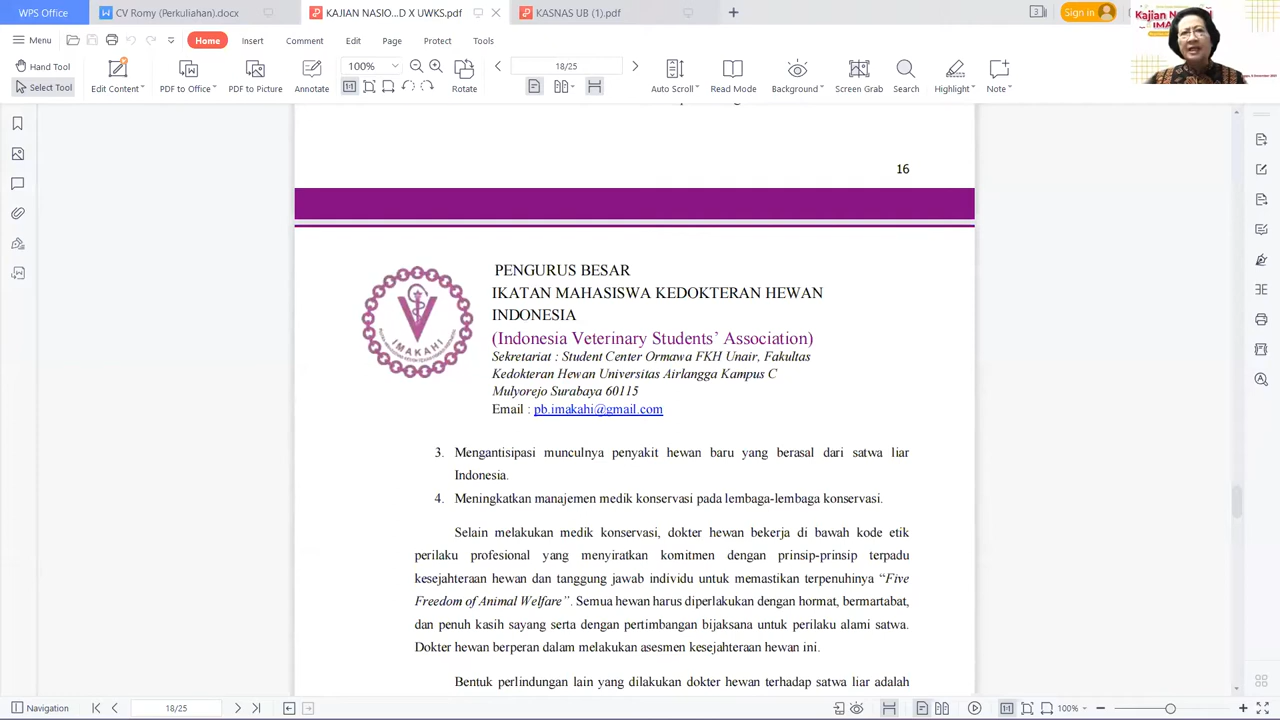 WPS Office
CV Romy (Perkuliahan).docx
KAJIAN NASIO...D X UWKS.pdf
KASNAS UB (1).pdf
Sign in
Menu
Home
Insert
Comment
Edit
Page
Protect
Tools
Hand Tool
Select Tool
Edit Content
PDF to Office
PDF to Picture
Annotate
100%
Rotate
18/25
Auto Scroll
Read Mode
Background
Screen Grab
Search
Highlight
Note
16
PENGURUS BESAR
IKATAN MAHASISWA KEDOKTERAN HEWAN
INDONESIA
(Indonesia Veterinary Students’ Association)
Sekretariat : Student Center Ormawa FKH Unair, Fakultas
Kedokteran Hewan Universitas Airlangga Kampus C
Mulyorejo Surabaya 60115
Email : pb.imakahi@gmail.com
IMAKAHI
3. Mengantisipasi munculnya penyakit hewan baru yang berasal dari satwa liar
Indonesia.
4. Meningkatkan manajemen medik konservasi pada lembaga-lembaga konservasi.
Selain melakukan medik konservasi, dokter hewan bekerja di bawah kode etik
perilaku profesional yang menyiratkan komitmen dengan prinsip-prinsip terpadu
kesejahteraan hewan dan tanggung jawab individu untuk memastikan terpenuhinya “Five
Freedom of Animal Welfare”. Semua hewan harus diperlakukan dengan hormat, bermartabat,
dan penuh kasih sayang serta dengan pertimbangan bijaksana untuk perilaku alami satwa.
Dokter hewan berperan dalam melakukan asesmen kesejahteraan hewan ini.
Bentuk perlindungan lain yang dilakukan dokter hewan terhadap satwa liar adalah
Navigation
18/25
100%